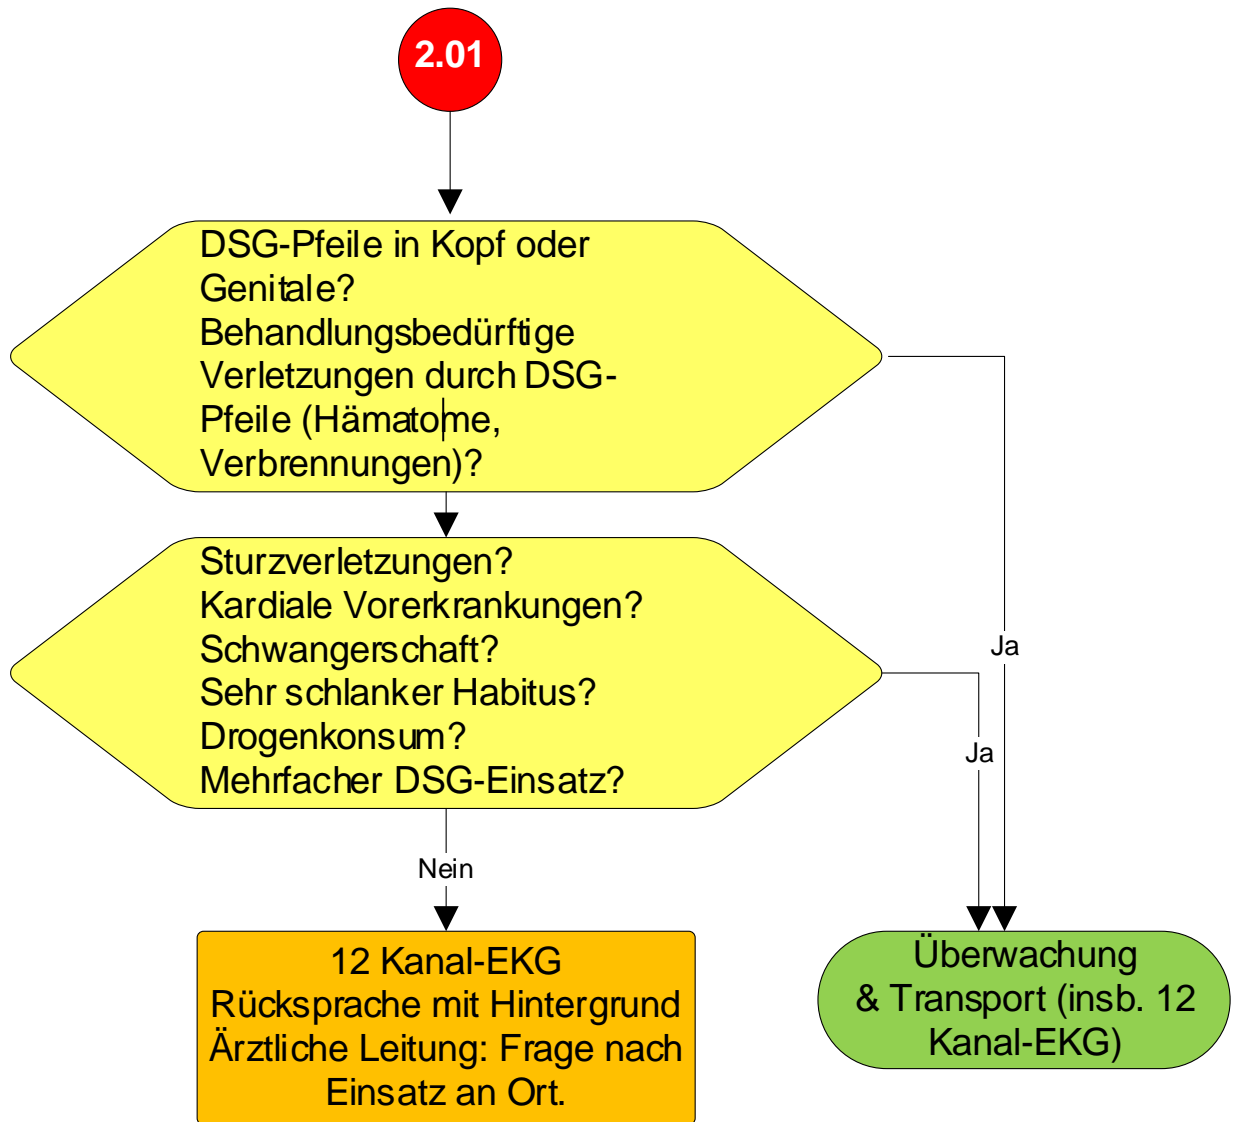 2.01
DSG-Pfeile in Kopf oder
Genitale?
Behandlungsbedürftige
Verletzungen durch DSG-
Pfeile (Hämatome,
Verbrennungen)?
Sturzverletzungen?
Kardiale Vorerkrankungen?
Schwangerschaft?
Sehr schlanker Habitus?
Drogenkonsum?
Mehrfacher DSG-Einsatz?
Ja
Ja
Nein
12 Kanal-EKG
Rücksprache mit Hintergrund
Ärztliche Leitung: Frage nach
Einsatz an Ort.
Überwachung
& Transport (insb. 12
Kanal-EKG)